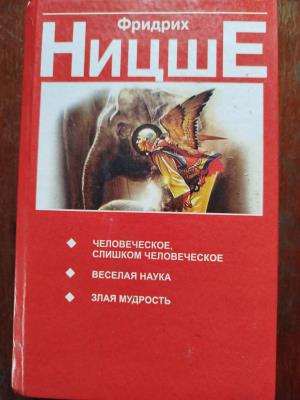 Фридрих
НИЦШЕ
ЧЕЛОВЕЧЕСКОЕ,
СЛИШКОМ ЧЕЛОВЕЧЕСКОЕ
ВЕСЕЛАЯ НАУКА
ЗЛАЯ МУДРОСТЬ